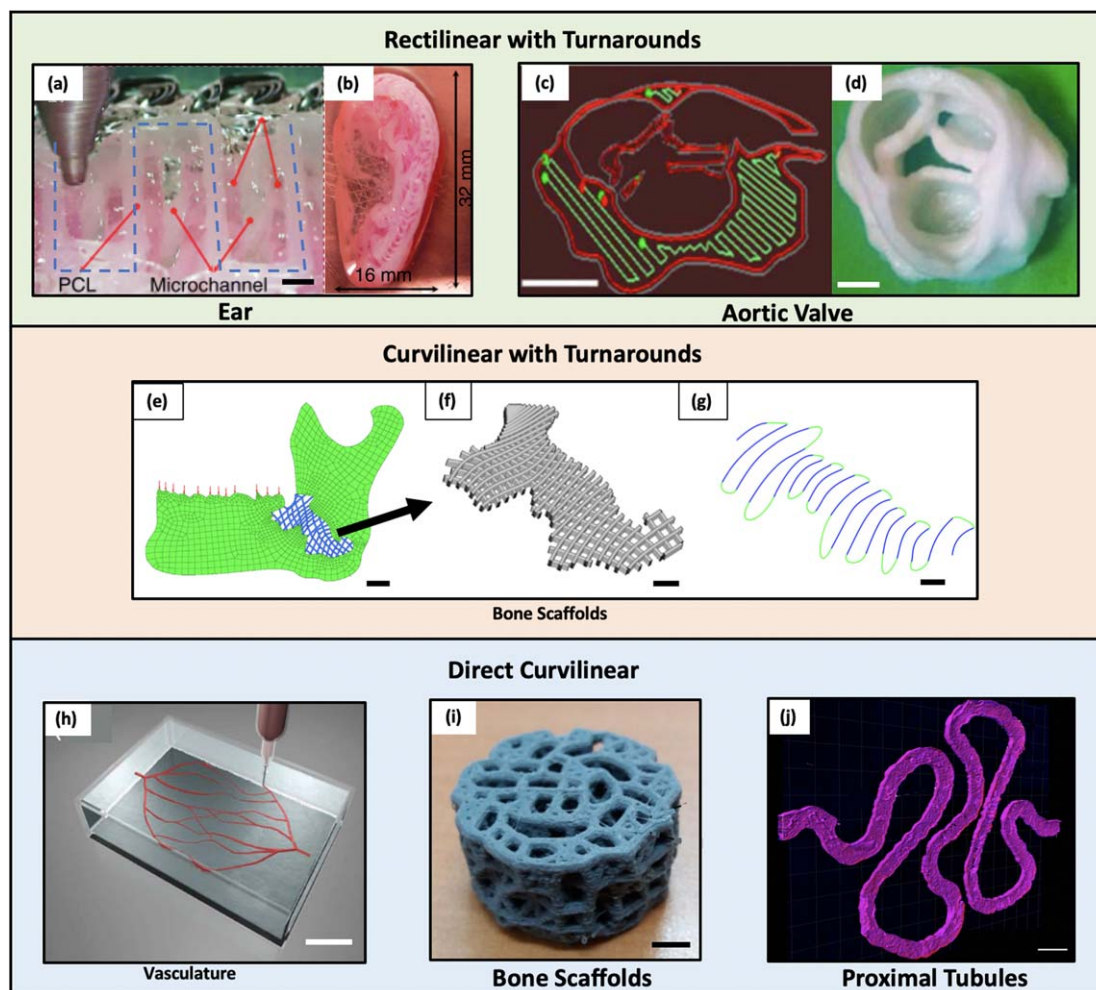 Rectilinear with Turnarounds
(a)
(b)
(c)
(d)
32 mm
16 mm
PCL
Microchannel
Ear
Aortic Valve
Curvilinear with Turnarounds
(e)
(f)
(g)
Bone Scaffolds
Direct Curvilinear
(h)
(i)
(j)
Vasculature
Bone Scaffolds
Proximal Tubules